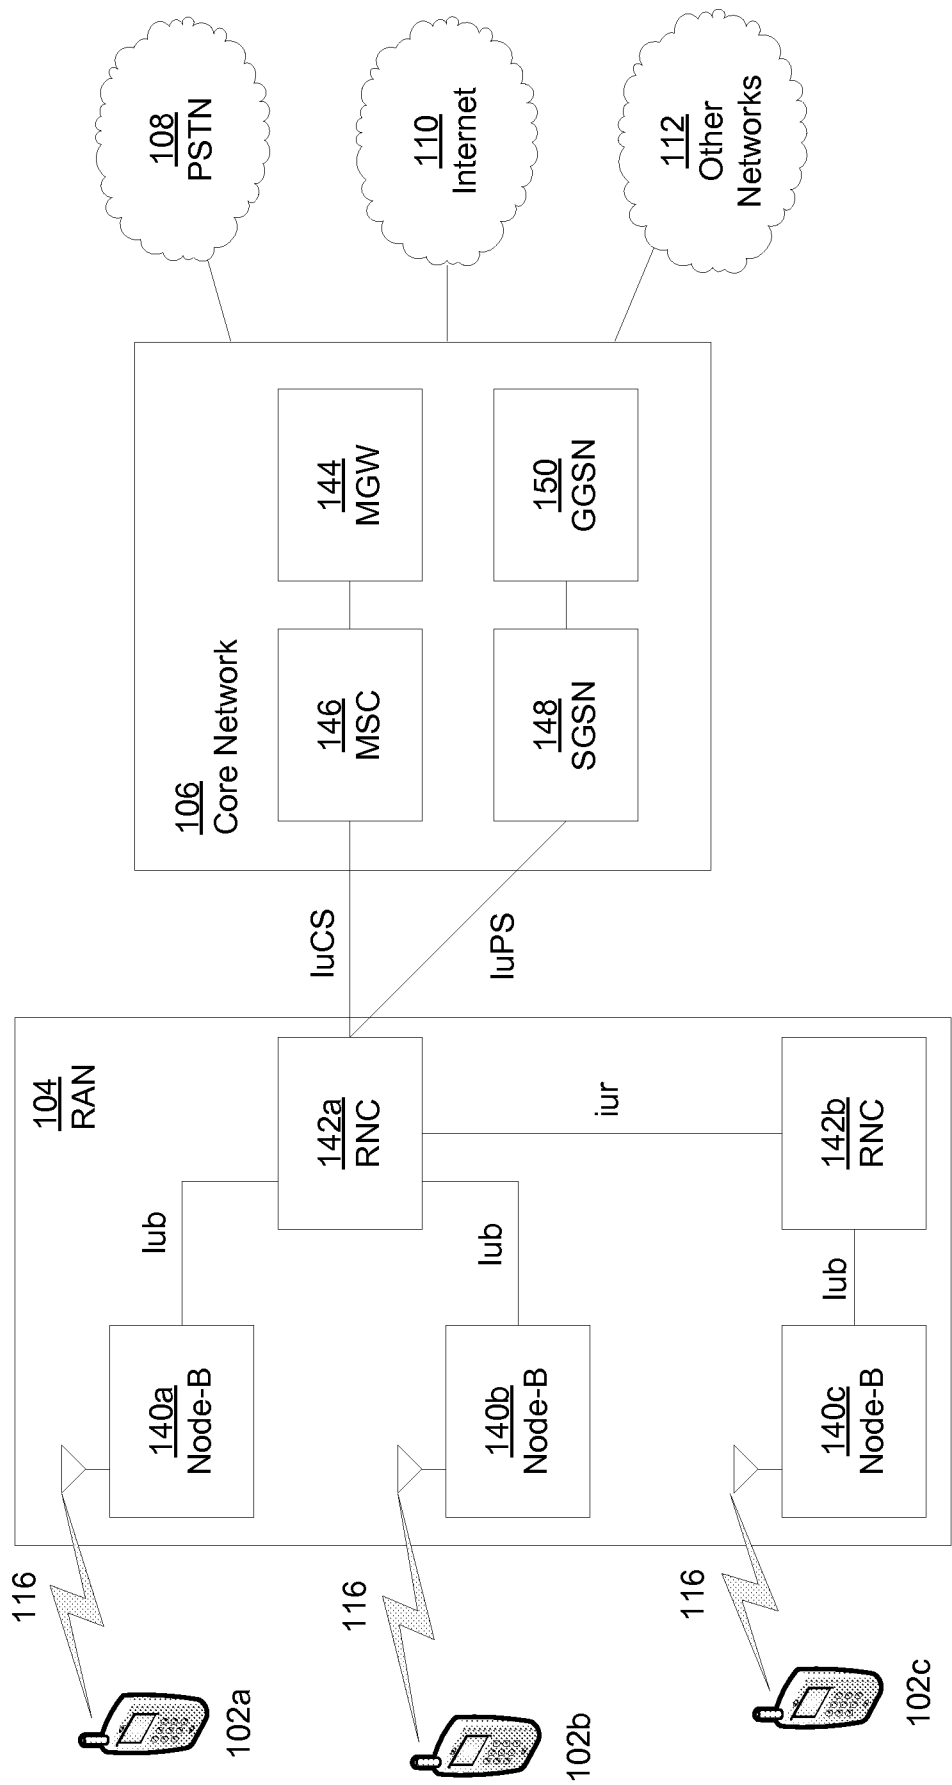 116
102a
116
102b
116
102c
104
RAN
140a
Node-B
140b
Node-B
140c
Node-B
Iub
Iub
Iub
142a
RNC
iur
142b
RNC
IuCS
IuPS
106
Core Network
146
MSC
144
MGW
148
SGSN
150
GGSN
108
PSTN
110
Internet
112
Other
Networks